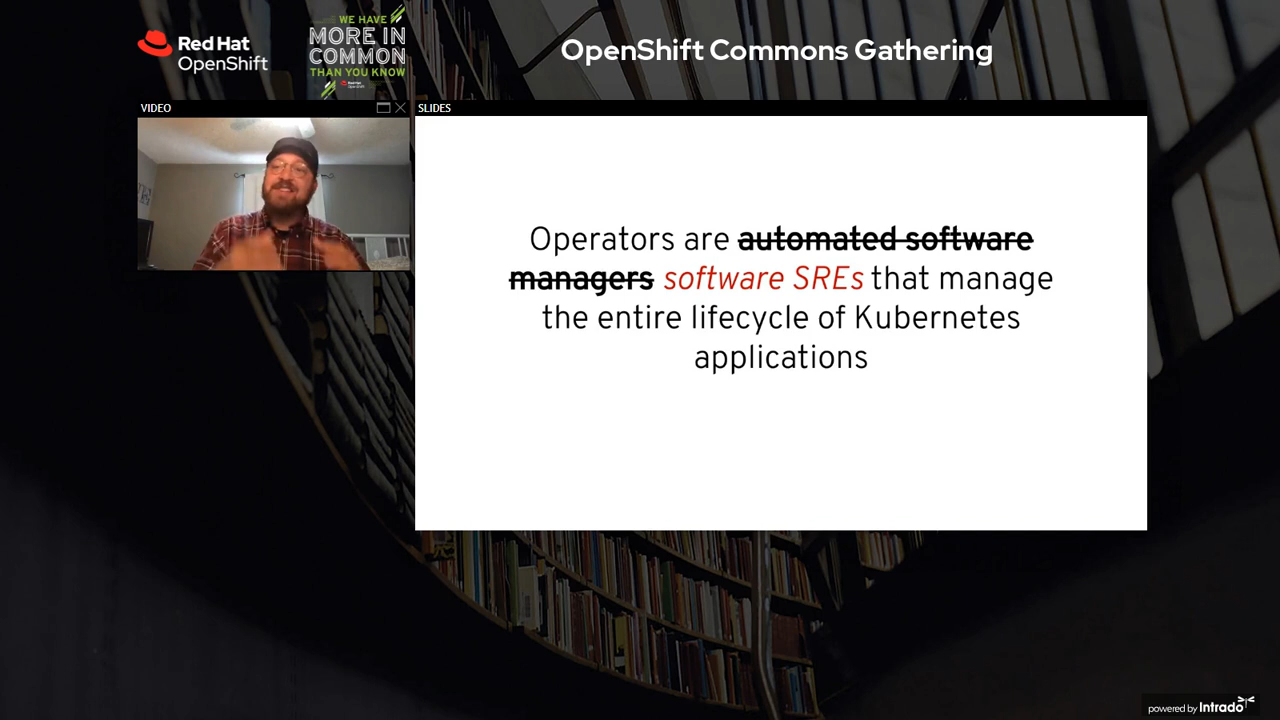 Red Hat
OpenShift
WE HAVE
MORE IN
COMMON
THAN YOU KNOW
OpenShift Commons Gathering
VIDEO
SLIDES
Operators are automated software
managers software SREs that manage
the entire lifecycle of Kubernetes
applications
powered by Intrado